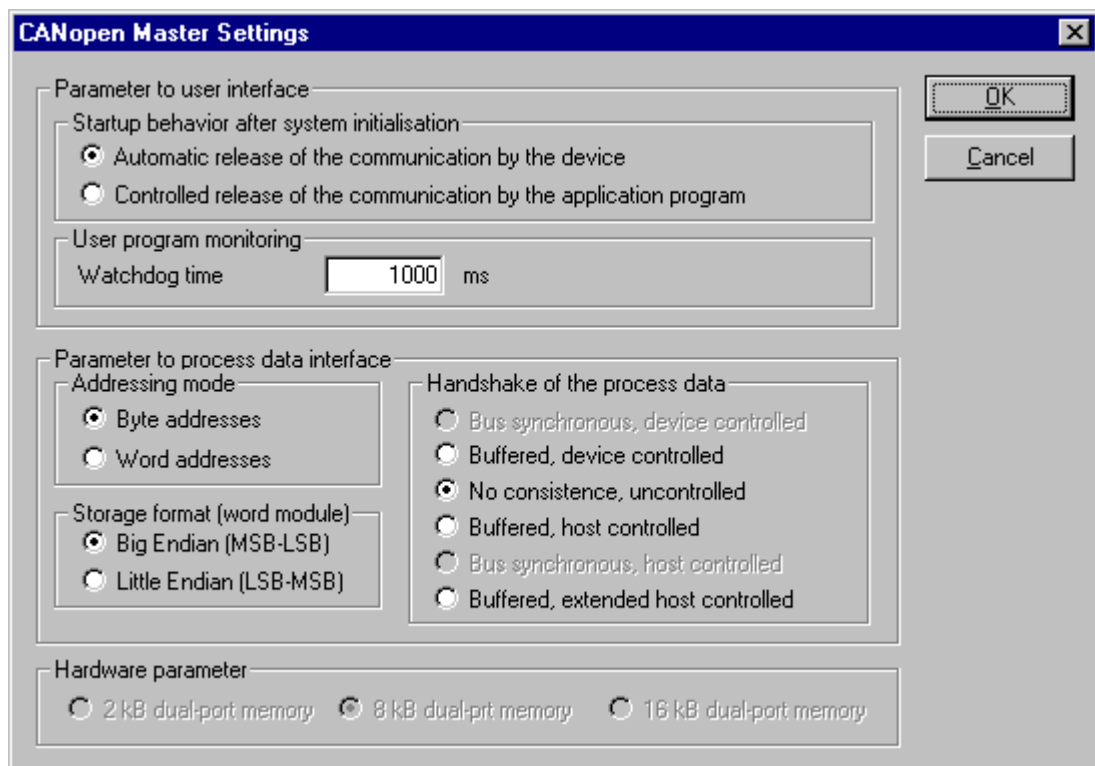 CANopen Master Settings
Parameter to user interface
OK
Startup behavior after system initialisation
Automatic release of the communication by the device
Cancel
Controlled release of the communication by the application program
User program monitoring
Watchdog time 1000 ms
Parameter to process data interface
Addressing mode
Byte addresses
Word addresses
Storage format (word module)
Big Endian (MSB-LSB)
Little Endian (LSB-MSB)
Handshake of the process data
Bus synchronous, device controlled
Buffered, device controlled
No consistence, uncontrolled
Buffered, host controlled
Bus synchronous, host controlled
Buffered, extended host controlled
Hardware parameter
2 kB dual-port memory 8 kB dual-prt memory 16 kB dual-port memory